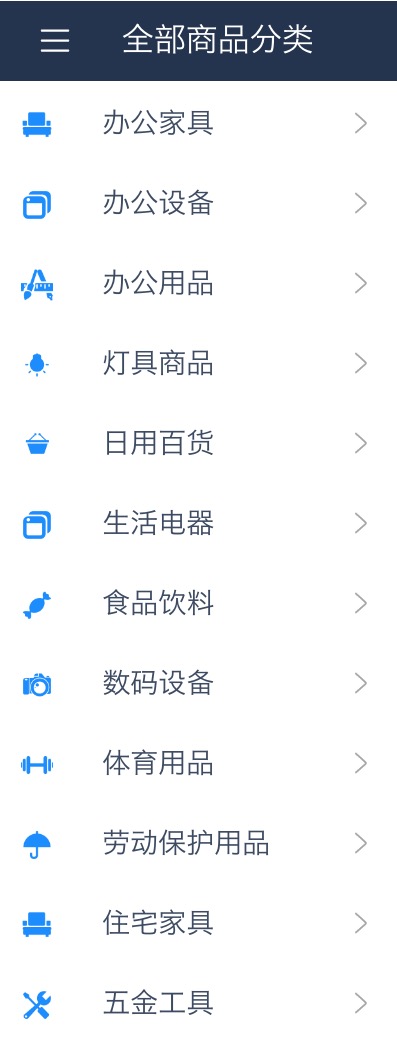 全部商品分类
办公家具
办公设备
办公用品
灯具商品
日用百货
生活电器
食品饮料
数码设备
体育用品
劳动保护用品
住宅家具
五金工具